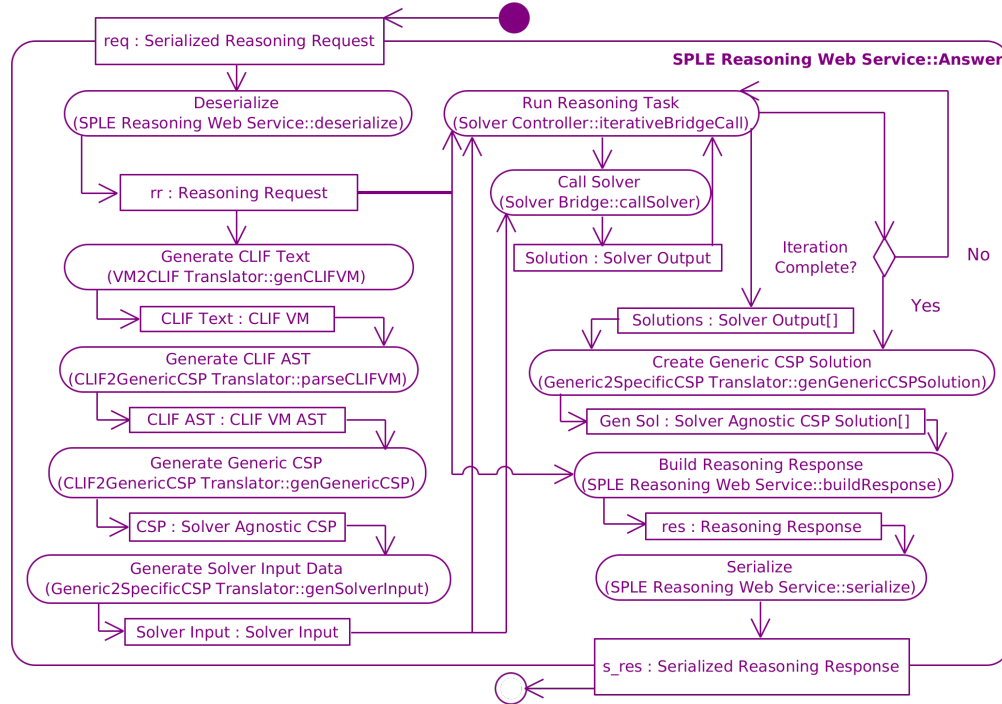 req : Serialized Reasoning Request
SPLE Reasoning Web Service::Answer
Deserialize
(SPLE Reasoning Web Service::deserialize)
rr : Reasoning Request
Generate CLIF Text
(VM2CLIF Translator::genCLIFVM)
CLIF Text : CLIF VM
Generate CLIF AST
(CLIF2GenericCSP Translator::parseCLIFVM)
CLIF AST : CLIF VM AST
Generate Generic CSP
(CLIF2GenericCSP Translator::genGenericCSP)
CSP : Solver Agnostic CSP
Generate Solver Input Data
(Generic2SpecificCSP Translator::genSolverInput)
Solver Input : Solver Input
Run Reasoning Task
(Solver Controller::iterativeBridgeCall)
Call Solver
(Solver Bridge::callSolver)
Solution : Solver Output
Iteration
Complete?
No
Yes
Solutions : Solver Output[]
Create Generic CSP Solution
(Generic2SpecificCSP Translator::genGenericCSPSolution)
Gen Sol : Solver Agnostic CSP Solution[]
Build Reasoning Response
(SPLE Reasoning Web Service::buildResponse)
res : Reasoning Response
Serialize
(SPLE Reasoning Web Service::serialize)
s_res : Serialized Reasoning Response